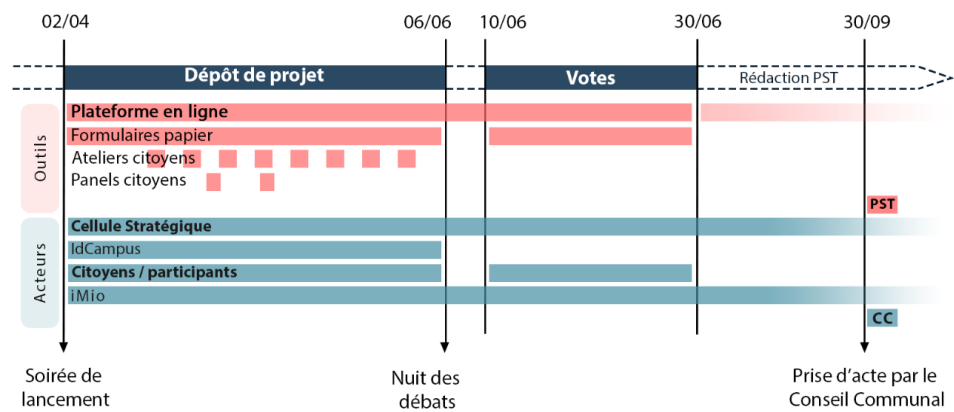 02/04
06/06
10/06
30/06
30/09
Dépôt de projet
Votes
Rédaction PST
Outils
Plateforme en ligne
Formulaires papier
Ateliers citoyens
Panels citoyens
PST
Acteurs
Cellule Stratégique
IdCampus
Citoyens / participants
iMio
CC
Soirée de
lancement
Nuit des
débats
Prise d'acte par le
Conseil Communal